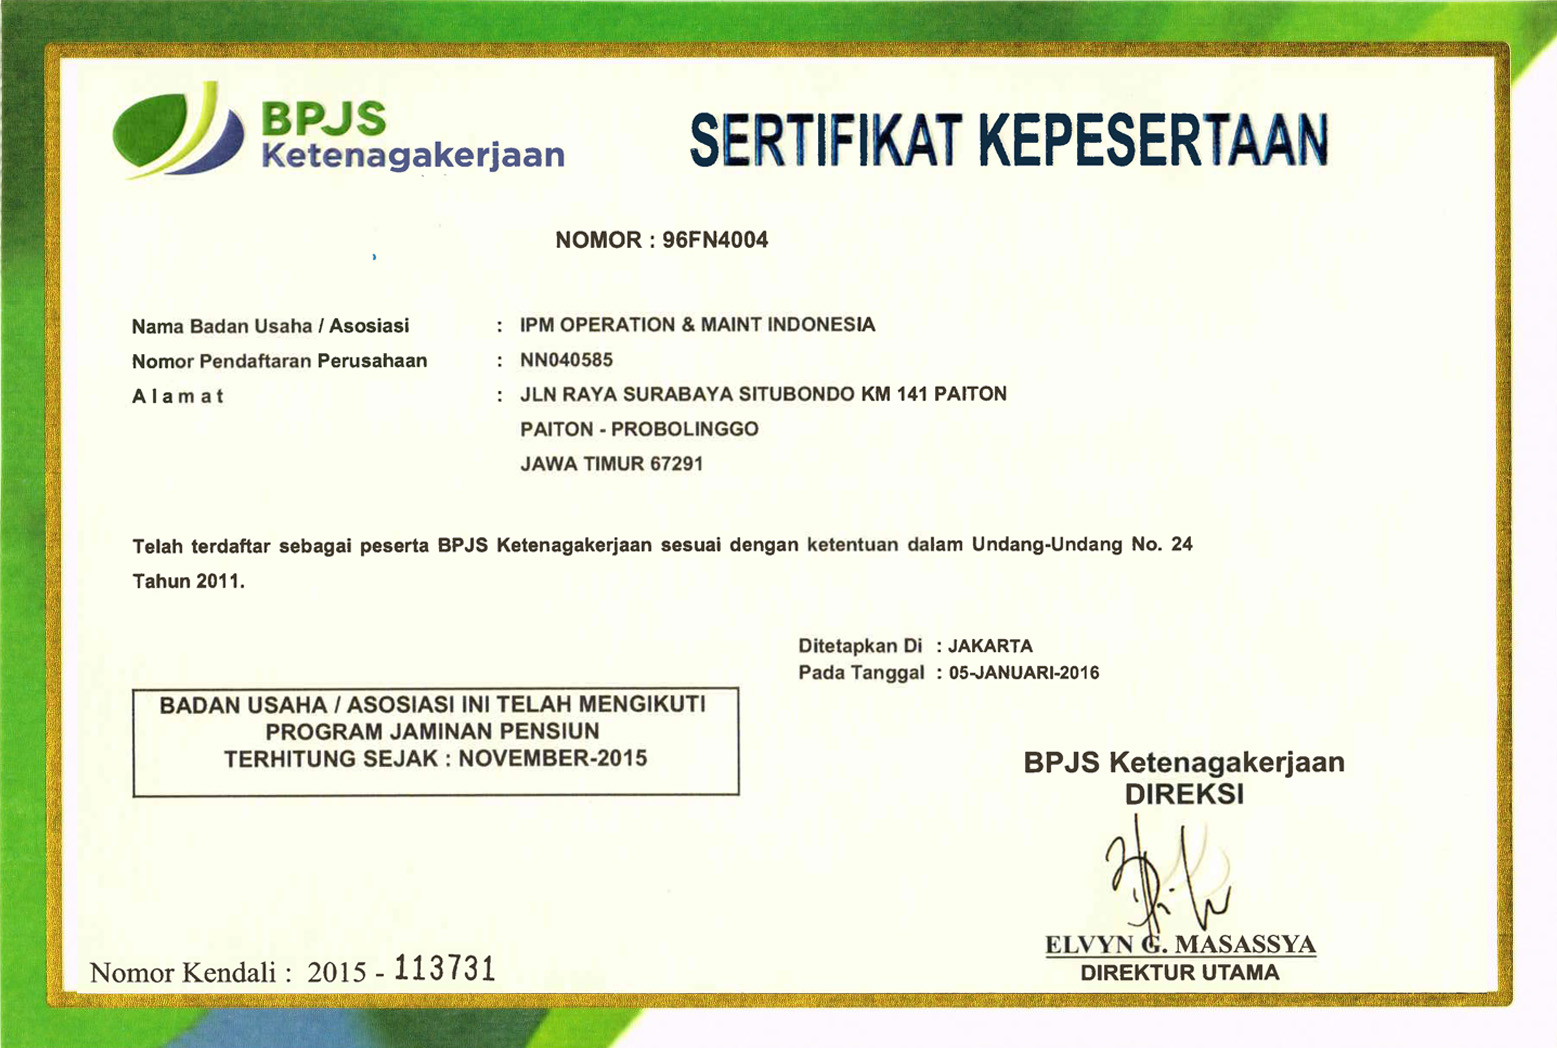 BPJS
Ketenagakerjaan
SERTIFIKAT KEPESERTAAN
NOMOR : 96FN4004
Nama Badan Usaha / Asosiasi : IPM OPERATION & MAINT INDONESIA
Nomor Pendaftaran Perusahaan : NN040585
A l a m a t : JLN RAYA SURABAYA SITUBONDO KM 141 PAITON
PAITON - PROBOLINGGO
JAWA TIMUR 67291
Telah terdaftar sebagai peserta BPJS Ketenagakerjaan sesuai dengan ketentuan dalam Undang-Undang No. 24
Tahun 2011.
Ditetapkan Di : JAKARTA
Pada Tanggal : 05-JANUARI-2016
BADAN USAHA / ASOSIASI INI TELAH MENGIKUTI
PROGRAM JAMINAN PENSIUN
TERHITUNG SEJAK : NOVEMBER-2015
BPJS Ketenagakerjaan
DIREKSI
ELVYN G. MASASSYA
DIREKTUR UTAMA
Nomor Kendali : 2015 - 113731